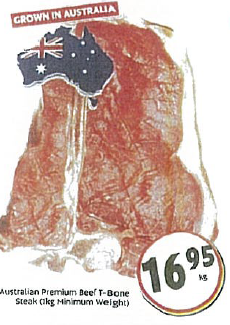 GROWN IN AUSTRALIA
16 95
kg
Australian Premium Beef T-Bone
Steak (1kg Minimum Weight)